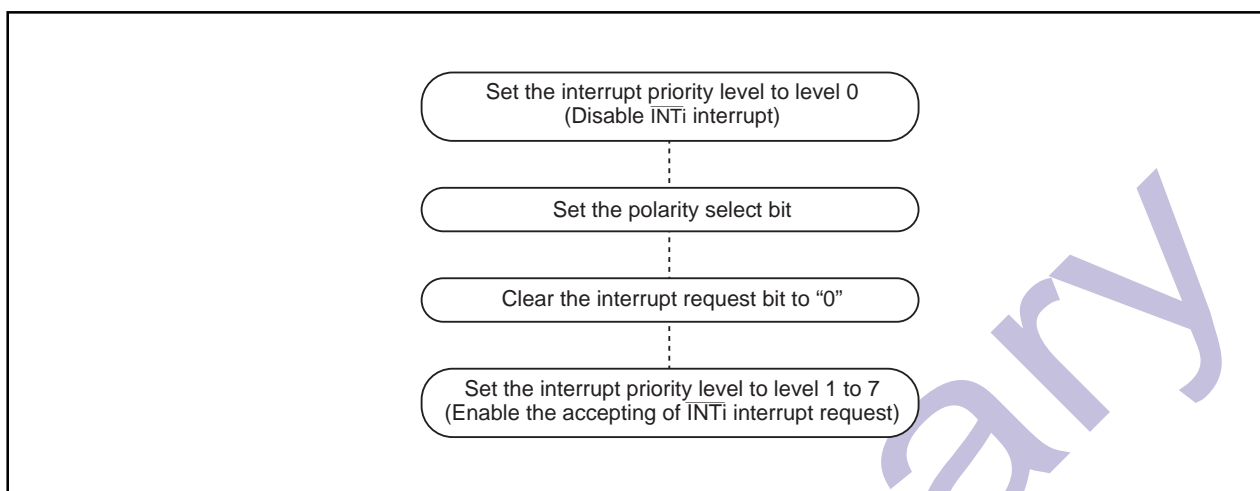 Set the interrupt priority level to level 0
(Disable INTi interrupt)
Set the polarity select bit
Clear the interrupt request bit to “0”
Set the interrupt priority level to level 1 to 7
(Enable the accepting of INTi interrupt request)
ary